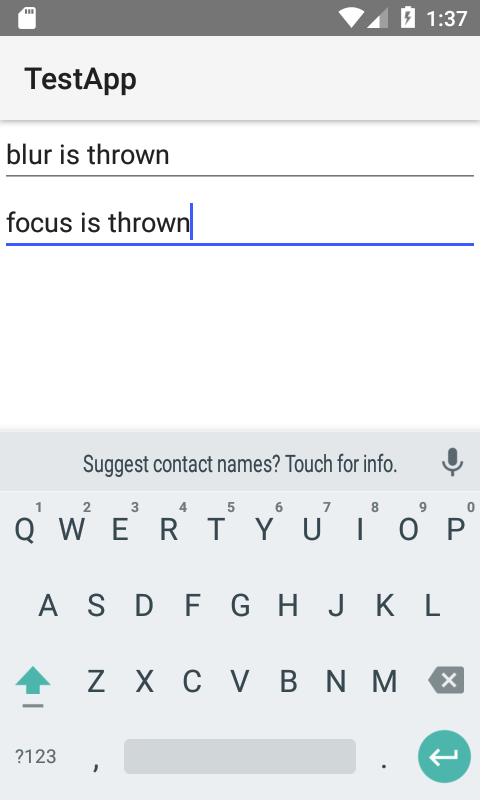 1:37
TestApp
blur is thrown
focus is thrown
Suggest contact names? Touch for info.
1 2 3 4 5 6 7 8 9 0
Q W E R T Y U I O P
A S D F G H J K L
Z X C V B N M
?123 , .